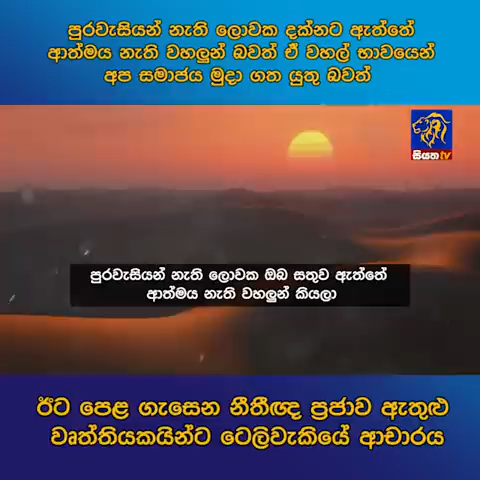 පුරවැසියන් නැති ලොවක දක්නට ඇත්තේ
ආත්මය නැති වහලුන් බවත් ඒ වහල් භාවයෙන්
අප සමාජය මුදා ගත යුතු බවත්
සියත tv
පුරවැසියන් නැති ලොවක ඔබ සතුව ඇත්තේ
ආත්මය නැති වහලුන් කියලා
ඊට පෙළ ගැසෙන නීතීඥ ප්‍රජාව ඇතුළු
වෘත්තියකයින්ට ටෙලිවැකියේ ආචාරය